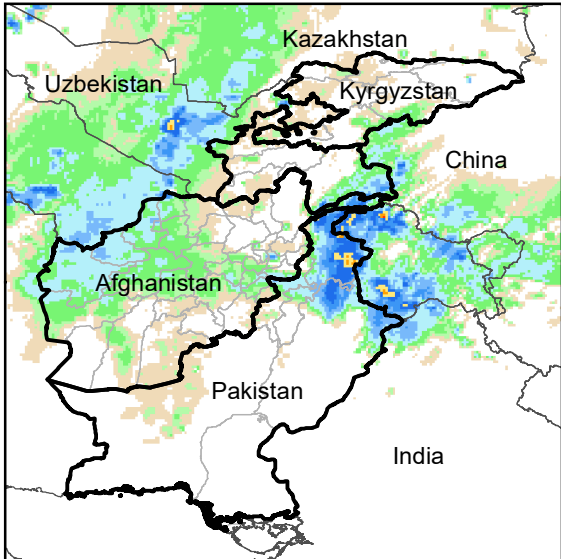 Kazakhstan
Uzbekistan
Kyrgyzstan
China
Afghanistan
Pakistan
India